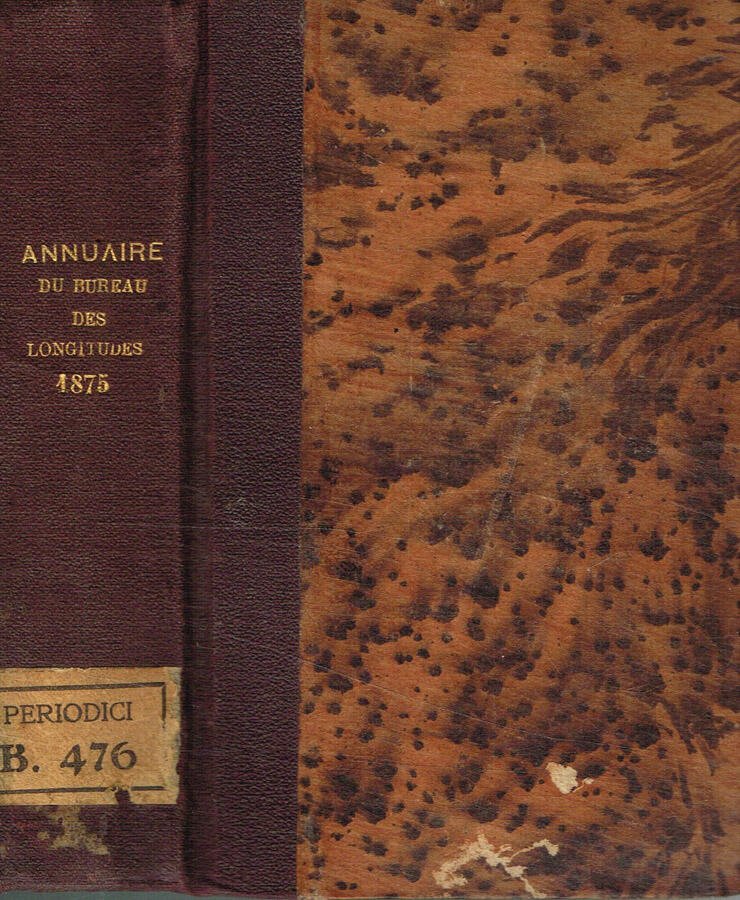 ANNUAIRE
DU BUREAU
DES
LONGITUDES
1875
PERIODICI
B. 476